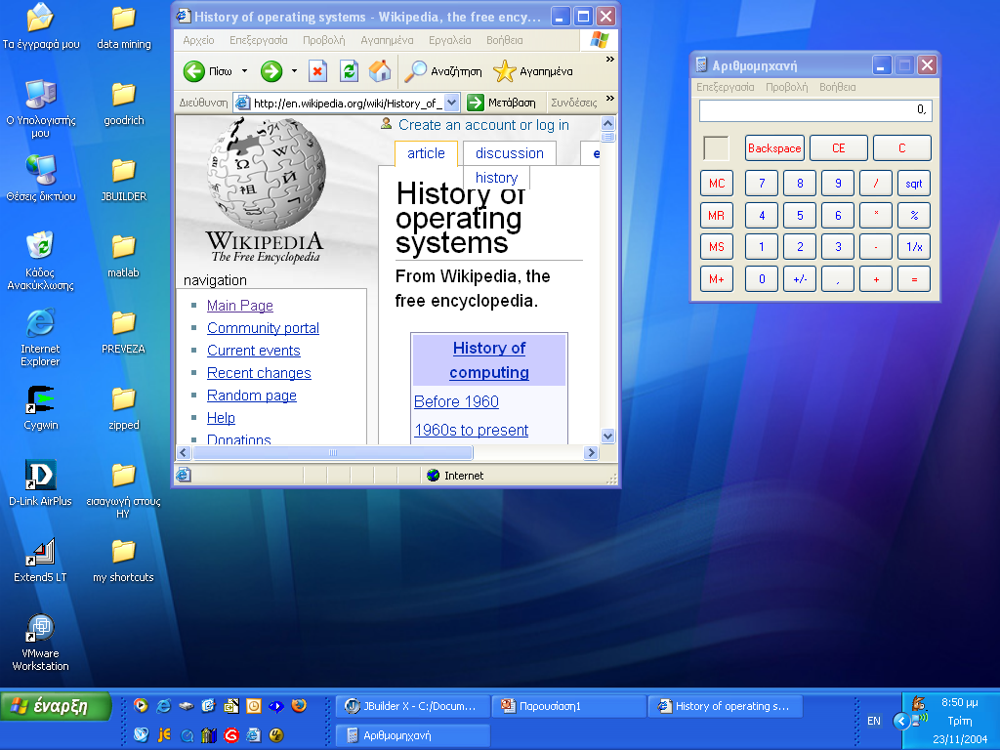 Τα έγγραφά μου
data mining
Ο Υπολογιστής μου
goodrich
Θέσεις δικτύου
JBUILDER
Κάδος Ανακύκλωσης
matlab
Internet Explorer
PREVEZA
Cygwin
zipped
D-Link AirPlus
εισαγωγή στους ΗΥ
Extend5 LT
my shortcuts
VMware Workstation
History of operating systems - Wikipedia, the free ency...
Αρχείο Επεξεργασία Προβολή Αγαπημένα Εργαλεία Βοήθεια
Πίσω Αναζήτηση Αγαπημένα »
Διεύθυνση http://en.wikipedia.org/wiki/History_of_ Μετάβαση Συνδέσεις »
Create an account or log in
article discussion e
history
WIKIPEDIA
The Free Encyclopedia
History of
operating
systems
From Wikipedia, the
free encyclopedia.
navigation
Main Page
Community portal
Current events
Recent changes
Random page
Help
Donations
History of
computing
Before 1960
1960s to present
Internet
Αριθμομηχανή
Επεξεργασία Προβολή Βοήθεια
0,
Backspace CE C
MC 7 8 9 / sqrt
MR 4 5 6 * %
MS 1 2 3 - 1/x
M+ 0 +/- , + =
έναρξη
JBuilder X - C:/Docum...
Παρουσίαση1
History of operating s...
Αριθμομηχανή
EN
8:50 μμ
Τρίτη
23/11/2004